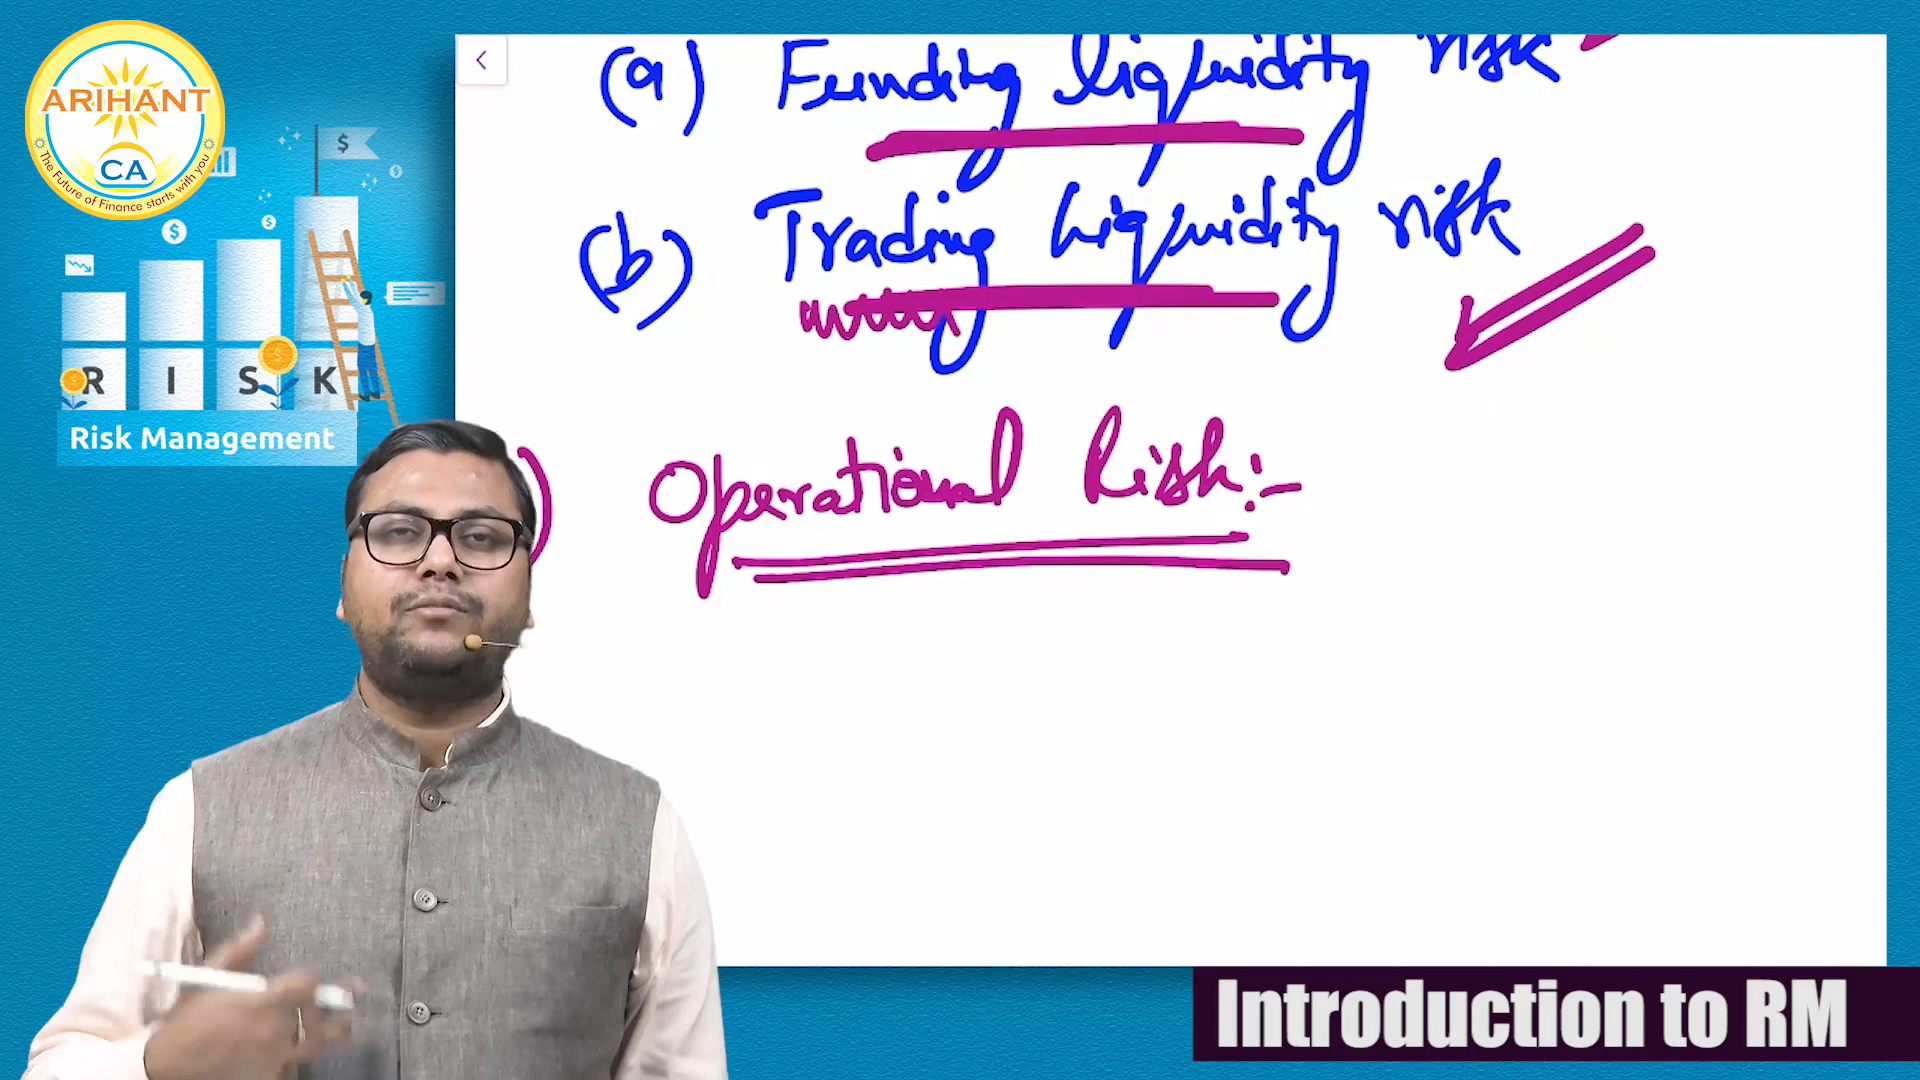 ARIHANT
CA
The Future of Finance starts with you
R I S K
Risk Management
(a) Funding liquidity risk
(b) Trading liquidity risk
) Operational Risk:-
Introduction to RM